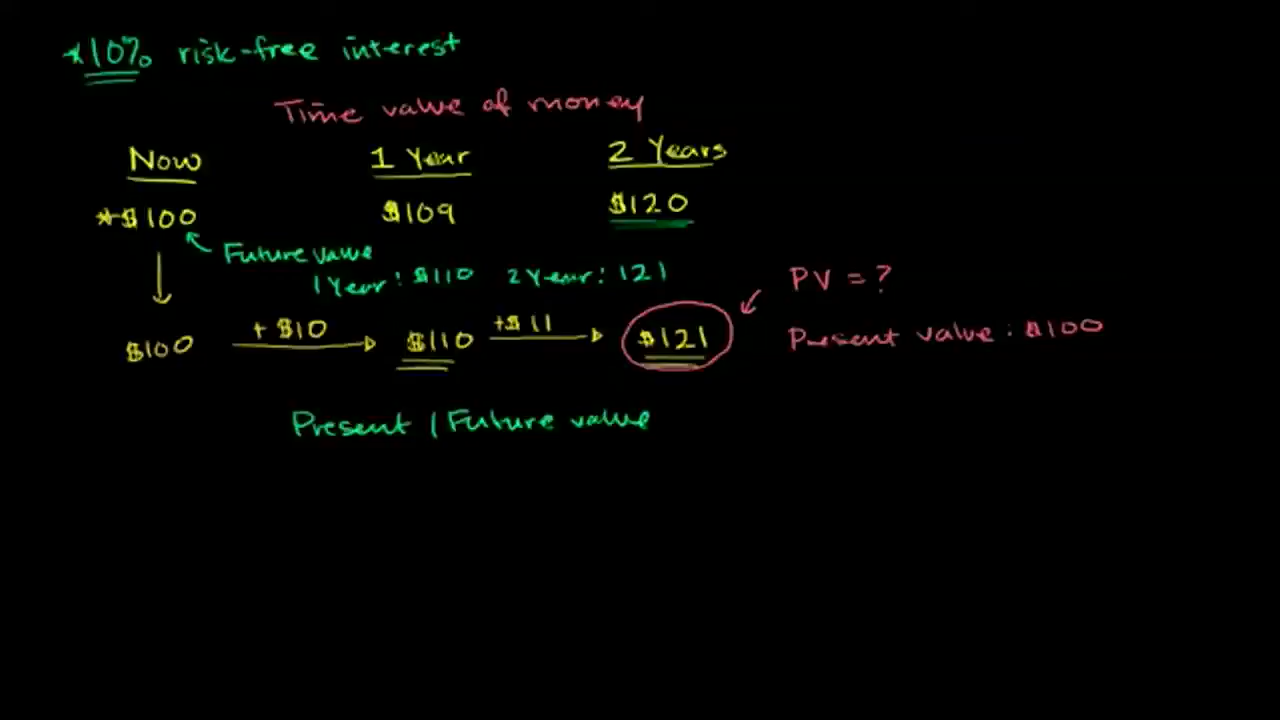 *10% risk-free interest
Time value of money
Now 1 Year 2 Years
*$100 $109 $120
Future value
1 Year: $110 2 Year: 121
PV = ?
+ $10 +$11
$100 $110 $121 Present value: $100
Present / Future value